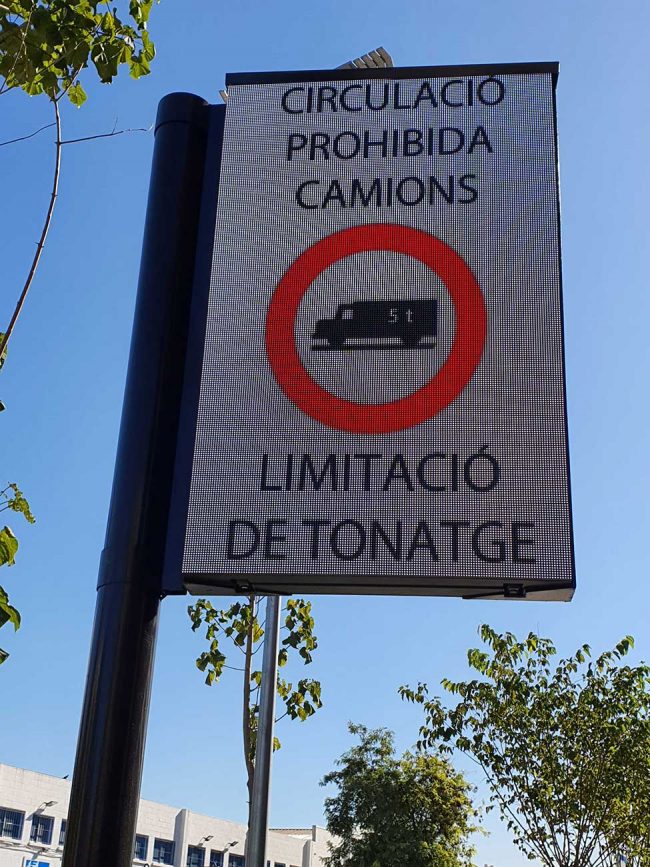 CIRCULACIÓ
PROHIBIDA
CAMIONS
5 t
LIMITACIÓ
DE TONATGE